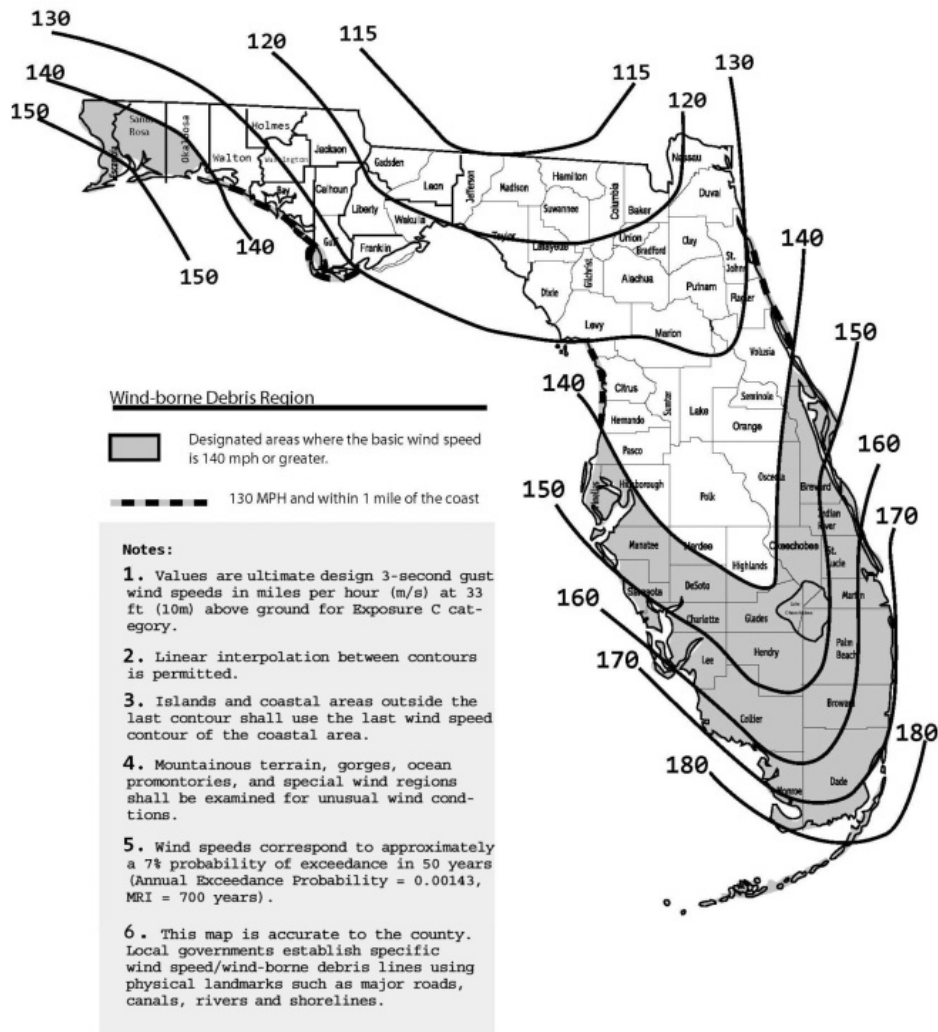 130
120
115
130
115
120
140
150
Santa
Rosa
Okaloosa
Holmes
Walton
Washington
Jackson
Bay
Calhoun
Gulf
Liberty
Gadsden
Leon
Wakulla
Franklin
Jefferson
Madison
Taylor
Hamilton
Suwannee
Lafayette
Dixie
Columbia
Baker
Nassau
Duval
Union
Bradford
Clay
St.
Johns
Gilchrist
Alachua
Putnam
Flagler
Levy
Marion
Volusia
140
150
140
150
140
Citrus
Hernando
Pasco
Sumter
Lake
Seminole
Orange
Hillsborough
Pinellas
Polk
Osceola
Brevard
Indian
River
160
170
150
Manatee
Hardee
Highlands
Okeechobee
St.
Lucie
Sarasota
DeSoto
Martin
160
Charlotte
Glades
170
Lee
Hendry
Palm
Beach
Collier
Broward
180
Monroe
Dade
180
Wind-borne Debris Region
Designated areas where the basic wind speed
is 140 mph or greater.
130 MPH and within 1 mile of the coast
Notes:
1. Values are ultimate design 3-second gust
wind speeds in miles per hour (m/s) at 33
ft (10m) above ground for Exposure C cat-
egory.
2. Linear interpolation between contours
is permitted.
3. Islands and coastal areas outside the
last contour shall use the last wind speed
contour of the coastal area.
4. Mountainous terrain, gorges, ocean
promontories, and special wind regions
shall be examined for unusual wind cond-
tions.
5. Wind speeds correspond to approximately
a 7% probability of exceedance in 50 years
(Annual Exceedance Probability = 0.00143,
MRI = 700 years).
6. This map is accurate to the county.
Local governments establish specific
wind speed/wind-borne debris lines using
physical landmarks such as major roads,
canals, rivers and shorelines.